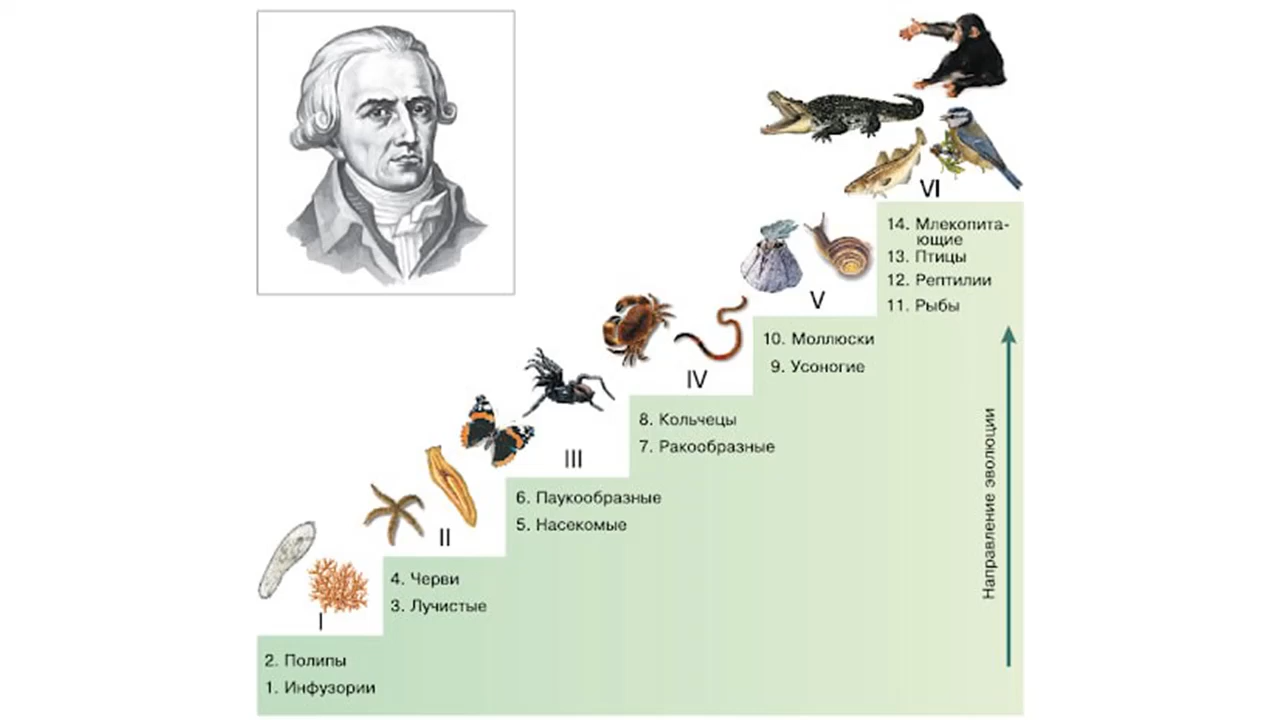 VI
14. Млекопита-
ющие
13. Птицы
12. Рептилии
11. Рыбы
V
10. Моллюски
9. Усоногие
IV
8. Кольчецы
7. Ракообразные
III
6. Паукообразные
5. Насекомые
II
4. Черви
3. Лучистые
I
2. Полипы
1. Инфузории
Направление эволюции